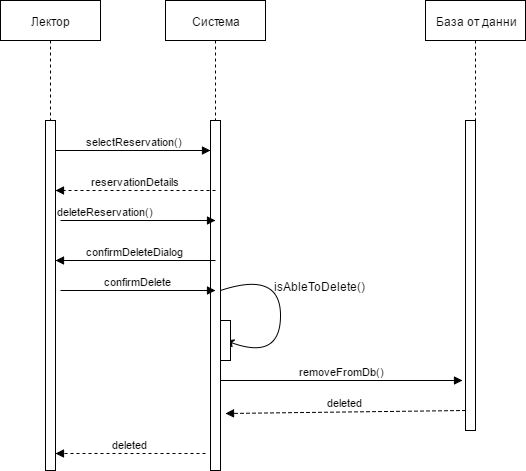 Лектор
Система
База от данни
selectReservation()
reservationDetails
deleteReservation()
confirmDeleteDialog
confirmDelete
isAbleToDelete()
removeFromDb()
deleted
deleted